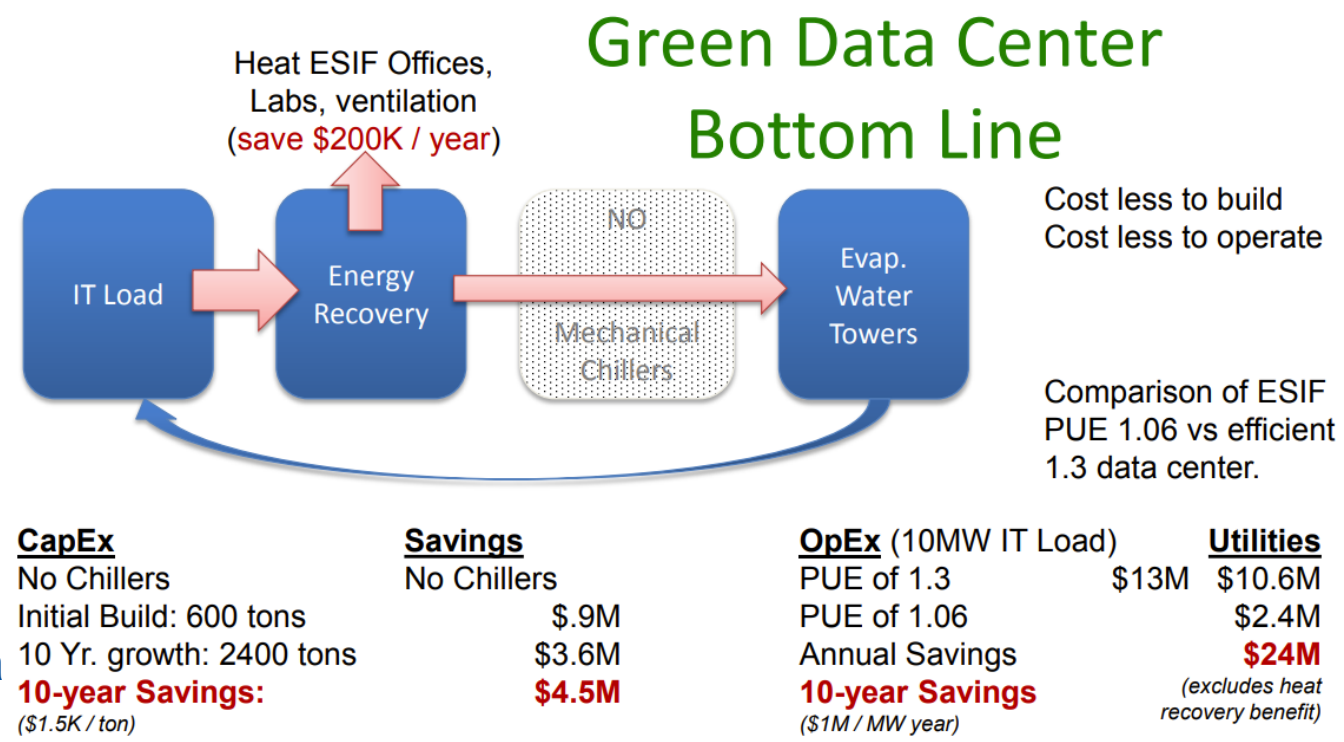 Green Data Center
Bottom Line
Heat ESIF Offices,
Labs, ventilation
(save $200K / year)
IT Load
Energy
Recovery
NO
Mechanical
Chillers
Evap.
Water
Towers
Cost less to build
Cost less to operate
Comparison of ESIF
PUE 1.06 vs efficient
1.3 data center.
CapEx
No Chillers
Initial Build: 600 tons
10 Yr. growth: 2400 tons
10-year Savings:
($1.5K / ton)
Savings
No Chillers
$.9M
$3.6M
$4.5M
OpEx (10MW IT Load) Utilities
PUE of 1.3 $13M $10.6M
PUE of 1.06 $2.4M
Annual Savings $24M
10-year Savings (excludes heat
($1M / MW year) recovery benefit)